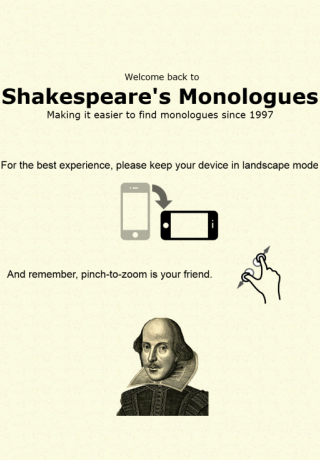 Welcome back to
Shakespeare's Monologues
Making it easier to find monologues since 1997
For the best experience, please keep your device in landscape mode
And remember, pinch-to-zoom is your friend.